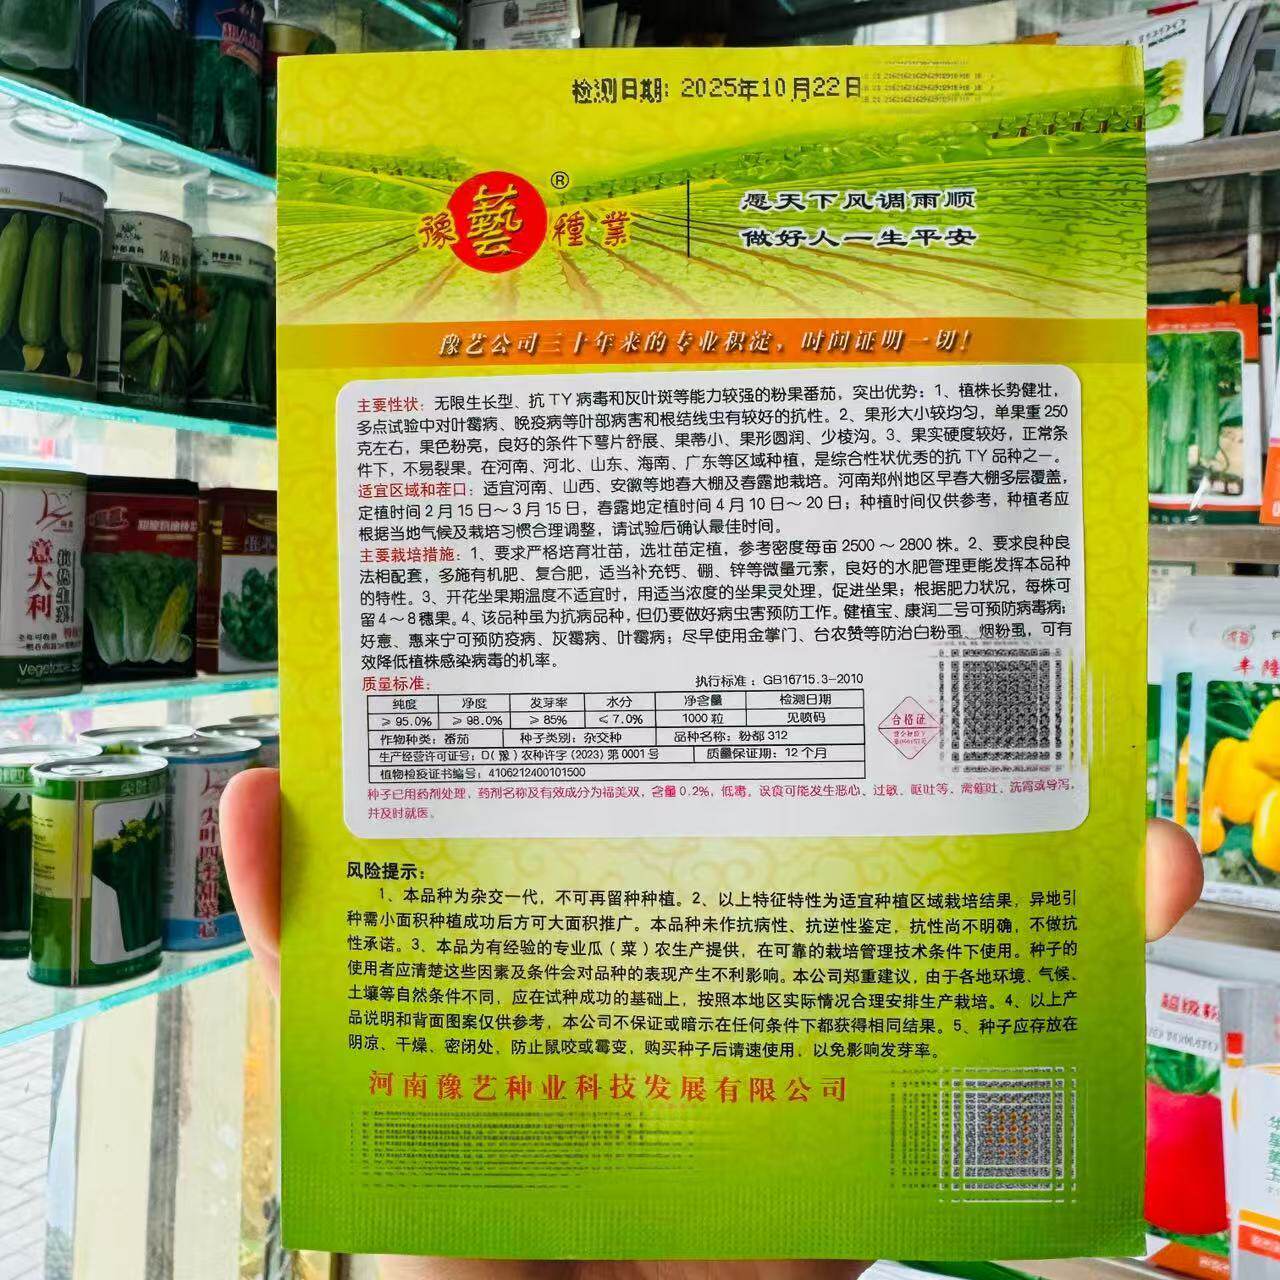 检测日期: 2025年10月22日
豫藝種業®
愿天下风调雨顺
做好人一生平安
豫艺公司三十年来的专业积淀，时间证明一切！
主要性状：无限生长型、抗TY病毒和灰叶斑等能力较强的粉果番茄，突出优势：1、植株长势健壮，
多点试验中对叶霉病、晚疫病等叶部病害和根结线虫有较好的抗性。2、果形大小较均匀，单果重250
克左右，果色粉亮，良好的条件下萼片舒展、果蒂小、果形圆润、少棱沟。3、果实硬度较好，正常条
件下，不易裂果。在河南、河北、山东、海南、广东等区域种植，是综合性状优秀的抗TY品种之一。
适宜区域和茬口：适宜河南、山西、安徽等地春大棚及春露地栽培。河南郑州地区早春大棚多层覆盖，
定植时间2月15日～3月15日，春露地定植时间4月10日～20日；种植时间仅供参考，种植者应
根据当地气候及栽培习惯合理调整，请试验后确认最佳时间。
主要栽培措施：1、要求严格培育壮苗，选壮苗定植，参考密度每亩2500～2800株。2、要求良种良
法相配套，多施有机肥、复合肥，适当补充钙、硼、锌等微量元素，良好的水肥管理更能发挥本品种
的特性。3、开花坐果期温度不适宜时，用适当浓度的坐果灵处理，促进坐果；根据肥力状况，每株可
留4～8穗果。4、该品种虽为抗病品种，但仍要做好病虫害预防工作。健植宝、康润二号可预防病毒病；
好意、惠来宁可预防疫病、灰霉病、叶霉病；尽早使用金掌门、台农赞等防治白粉虱、烟粉虱，可有
效降低植株感染病毒的机率。
质量标准： 执行标准：GB16715.3-2010
纯度 净度 发芽率 水分 净含量 检测日期
≥95.0% ≥98.0% ≥85% ≤7.0% 1000粒 见喷码
作物种类：番茄 种子类别：杂交种 品种名称：粉都312
生产经营许可证号：D(豫)农种许字(2023)第0001号 质量保证期：12个月
植物检疫证书编号：4106212400101500
合格证
种子已用药剂处理，药剂名称及有效成分为福美双，含量0.2%，低毒，误食可能发生恶心、过敏、呕吐等，需催吐、洗胃或导泻，
并及时就医。
风险提示：
1、本品种为杂交一代，不可再留种种植。2、以上特征特性为适宜种植区域栽培结果，异地引
种需小面积种植成功后方可大面积推广。本品种未作抗病性、抗逆性鉴定，抗性尚不明确，不做抗
性承诺。3、本品为有经验的专业瓜（菜）农生产提供，在可靠的栽培管理技术条件下使用。种子的
使用者应清楚这些因素及条件会对品种的表现产生不利影响。本公司郑重建议，由于各地环境、气候、
土壤等自然条件不同，应在试种成功的基础上，按照本地区实际情况合理安排生产栽培。4、以上产
品说明和背面图案仅供参考，本公司不保证或暗示在任何条件下都获得相同结果。5、种子应存放在
阴凉、干燥、密闭处，防止鼠咬或霉变，购买种子后请速使用，以免影响发芽率。
河南豫艺种业科技发展有限公司
意大利
Vegetable
超级粉